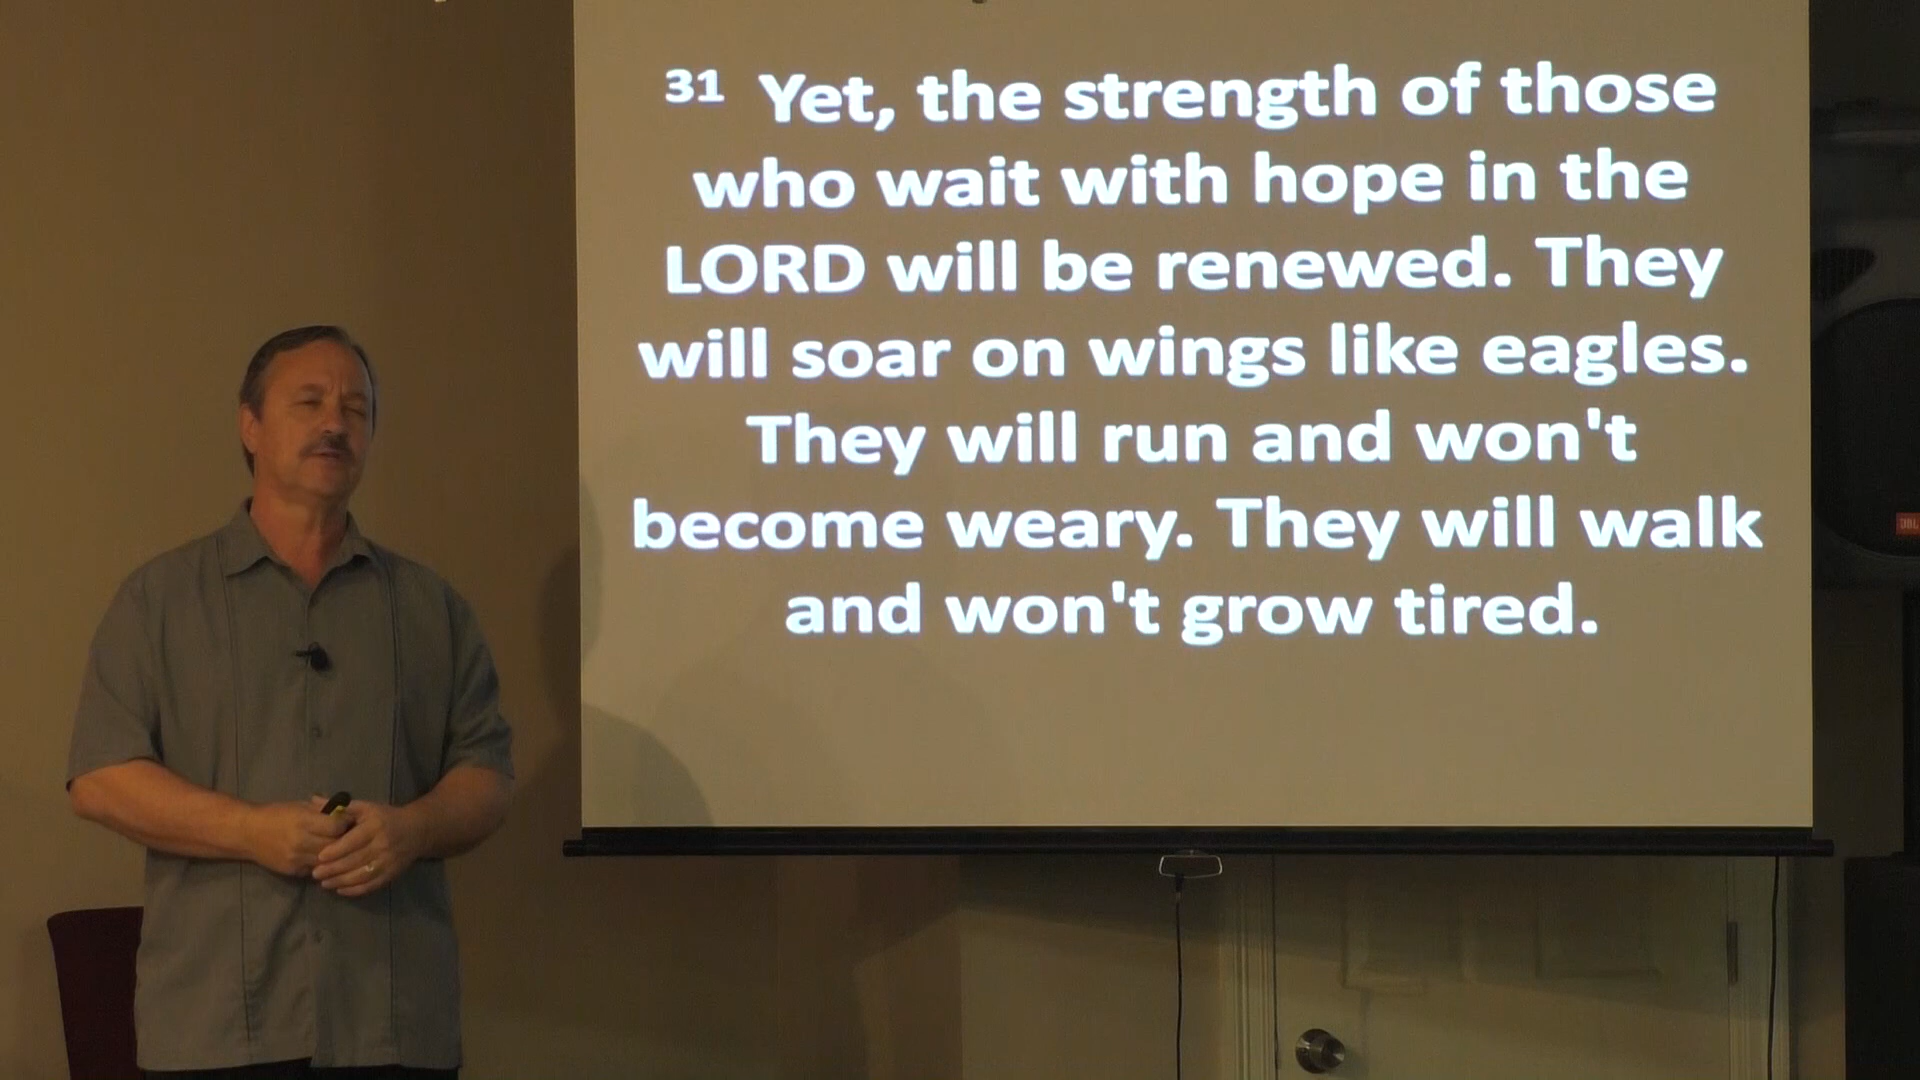 31 Yet, the strength of those
who wait with hope in the
LORD will be renewed. They
will soar on wings like eagles.
They will run and won't
become weary. They will walk
and won't grow tired.
JBL